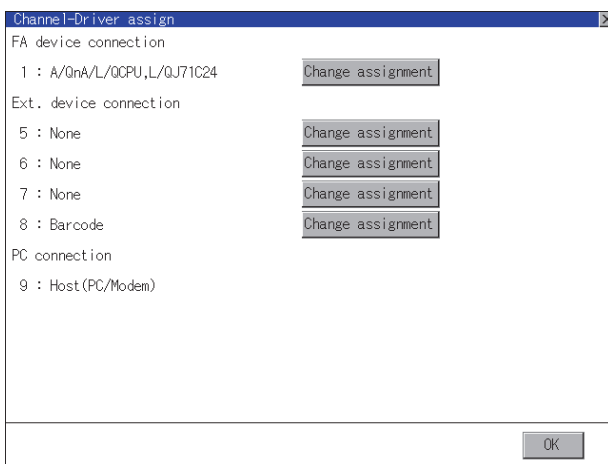 Channel-Driver assign
FA device connection
1 : A/QnA/L/QCPU,L/QJ71C24 Change assignment
Ext. device connection
5 : None Change assignment
6 : None Change assignment
7 : None Change assignment
8 : Barcode Change assignment
PC connection
9 : Host(PC/Modem)
OK